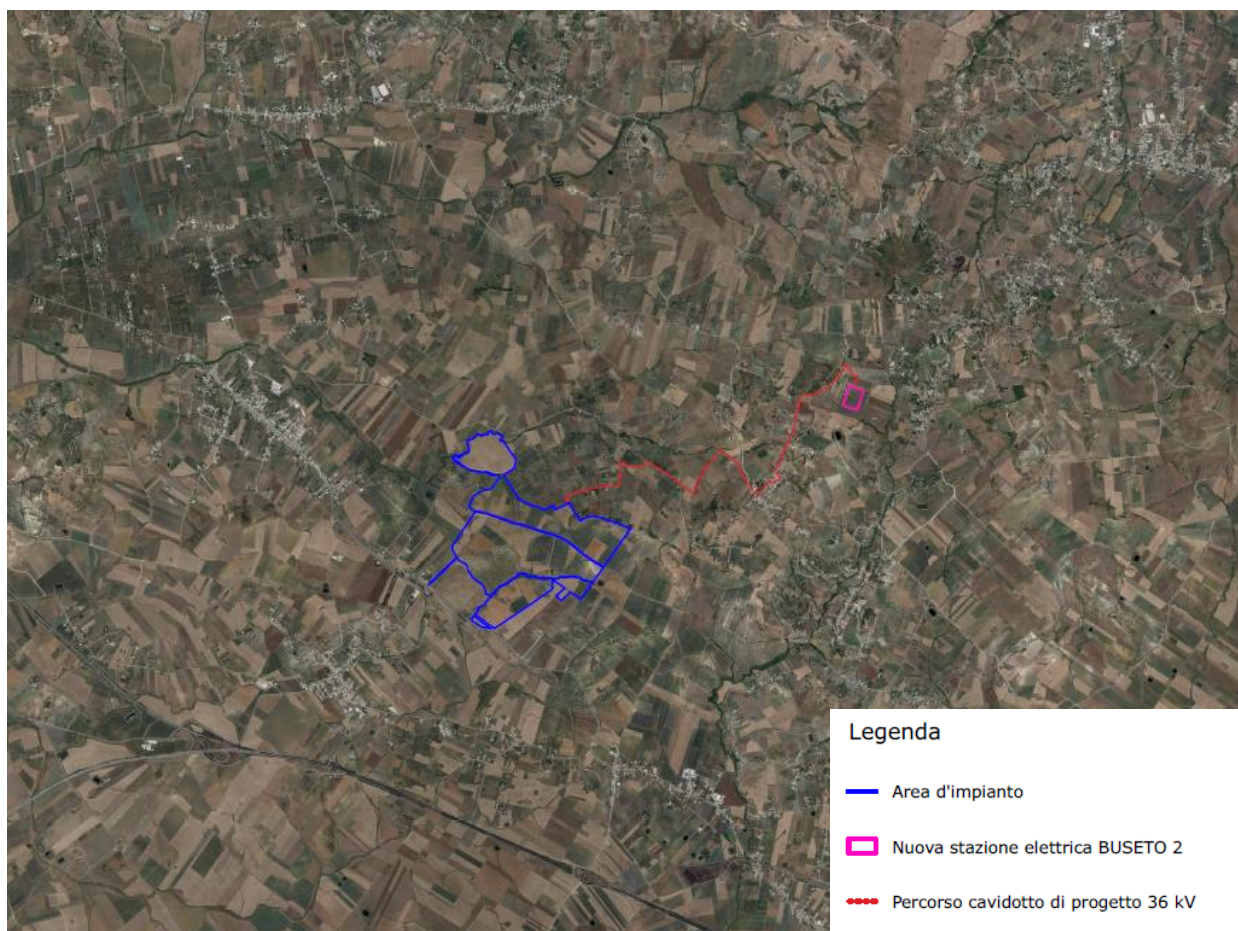 Legenda
Area d'impianto
Nuova stazione elettrica BUSETO 2
Percorso cavidotto di progetto 36 kV